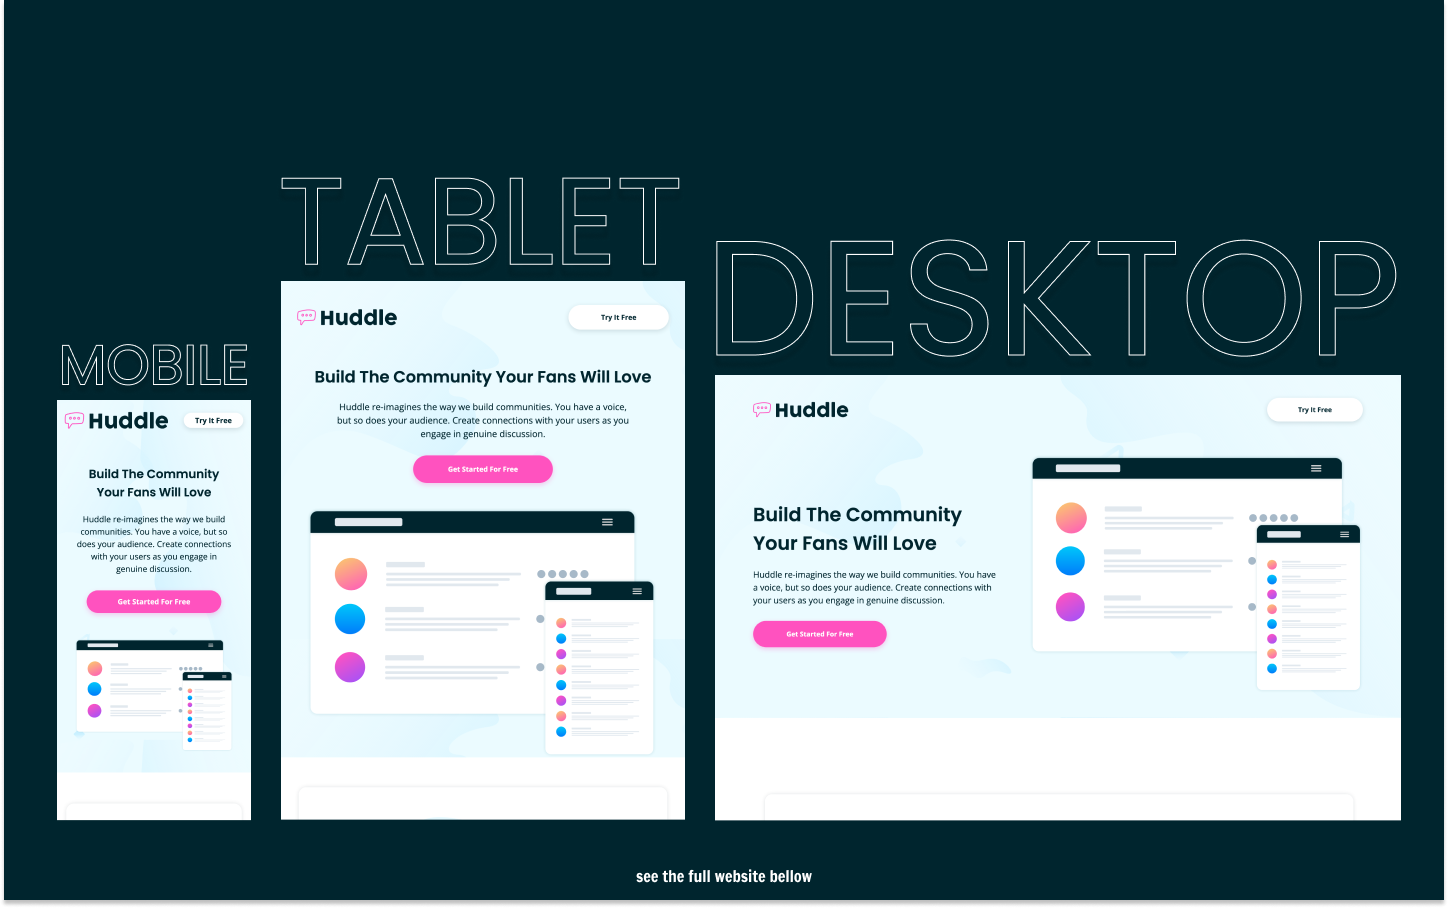 MOBILE
Huddle
Try It Free
Build The Community
Your Fans Will Love
Huddle re-imagines the way we build
communities. You have a voice, but so
does your audience. Create connections
with your users as you engage in
genuine discussion.
Get Started For Free
TABLET
Huddle
Try It Free
Build The Community Your Fans Will Love
Huddle re-imagines the way we build communities. You have a voice,
but so does your audience. Create connections with your users as you
engage in genuine discussion.
Get Started For Free
DESKTOP
Huddle
Try It Free
Build The Community
Your Fans Will Love
Huddle re-imagines the way we build communities. You have
a voice, but so does your audience. Create connections with
your users as you engage in genuine discussion.
Get Started For Free
see the full website bellow